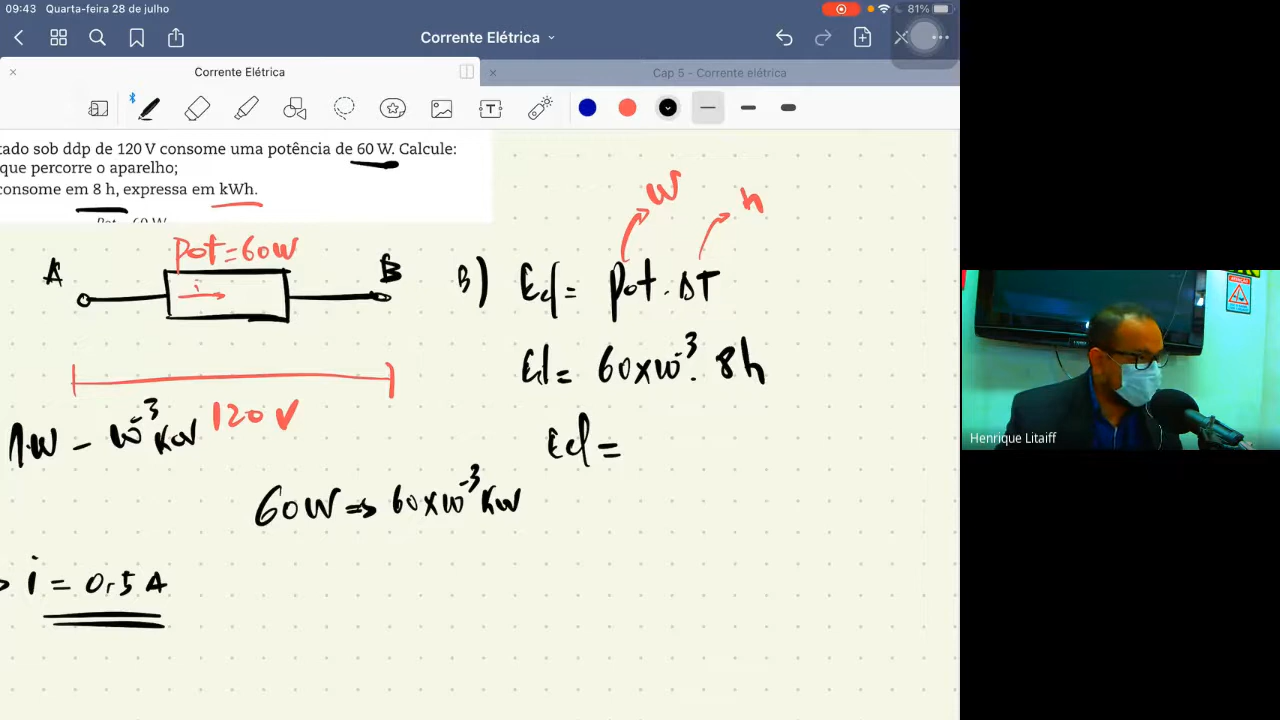 09:43 Quarta-feira 28 de julho
81%
Corrente Elétrica
Corrente Elétrica
Cap 5 - Corrente elétrica
tado sob ddp de 120 V consome uma potência de 60 W. Calcule:
que percorre o aparelho;
consome em 8 h, expressa em kWh.
Pot = 60W
A
B
i
120 V
1W - 10⁻³ KW
60W => 60x10⁻³ KW
i = 0,5 A
W
h
B) Ed = Pot . ΔT
Ed = 60x10⁻³ . 8h
Ed =
Henrique Litaiff